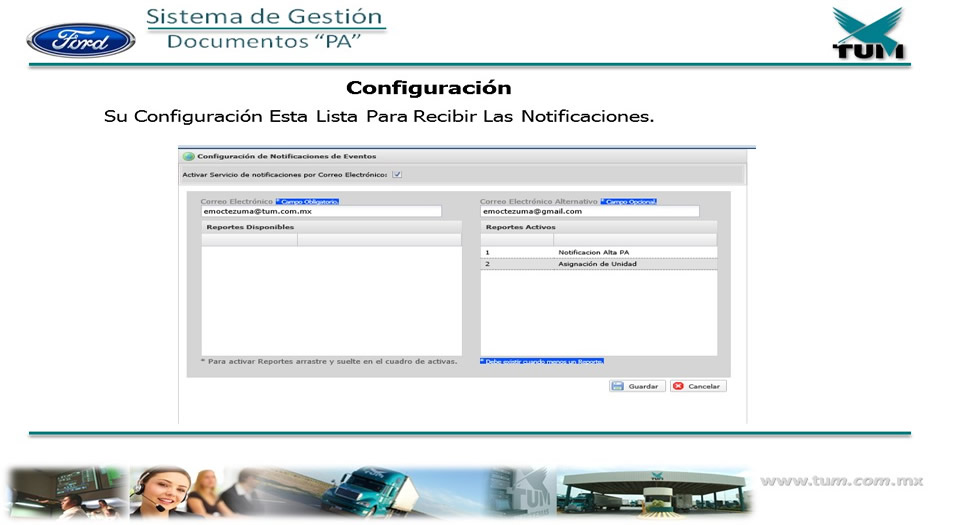 Sistema de Gestión
Ford
Documentos “PA”
TUM
Configuración
Su Configuración Esta Lista Para Recibir Las Notificaciones.
Configuración de Notificaciones de Eventos
Activar Servicio de notificaciones por Correo Electrónico:
Correo Electrónico * Campo Obligatorio.
emoctezuma@tum.com.mx
Correo Electrónico Alternativo * Campo Opcional.
emoctezuma@gmail.com
Reportes Disponibles
Reportes Activos
1 Notificacion Alta PA
2 Asignación de Unidad
* Para activar Reportes arrastre y suelte en el cuadro de activas.
* Debe existir cuando menos un Reporte.
Guardar
Cancelar
TUM
TUM
www.tum.com.mx